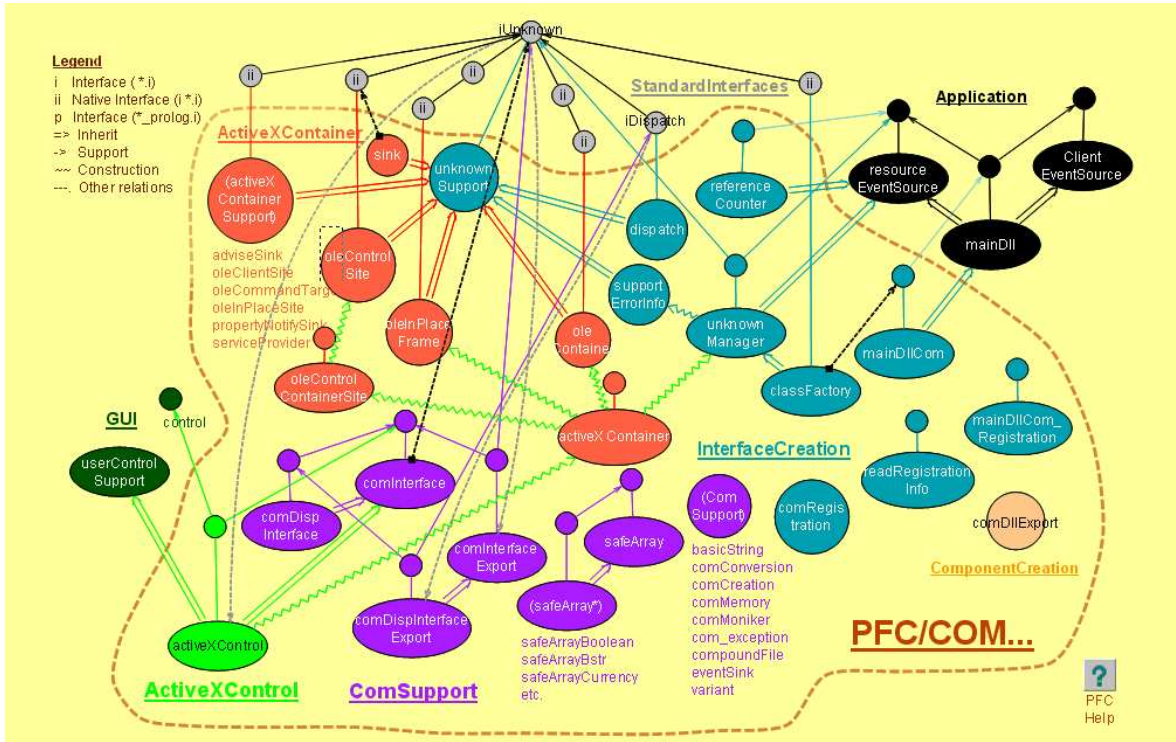 iUnknown
Legend
i Interface (*.i)
ii Native Interface (i *.i)
p Interface (*_prolog.i)
=> Inherit
-> Support
~~ Construction
---. Other relations
ii
ii
ii
ii
ii
ii
ii
StandardInterfaces
iDispatch
Application
ActiveXContainer
sink
(activeX
Container
Support)
unknown
Support
reference
Counter
resource
EventSource
Client
EventSource
dispatch
mainDll
adviseSink
oleClientSite
oleCommandTarg
oleInPlaceSite
propertyNotifySink
serviceProvider
oleControl
Site
support
ErrorInfo
oleInPlace
Frame
ole
Container
unknown
Manager
mainDllCom
oleControl
ContainerSite
classFactory
GUI
control
activeX Container
mainDllCom_
Registration
userControl
Support
comInterface
InterfaceCreation
readRegistration
Info
comDisp
Interface
(Com
Support)
comRegis
tration
comDllExport
comInterface
Export
safeArray
basicString
comConversion
comCreation
comMemory
comMoniker
com_exception
compoundFile
eventSink
variant
ComponentCreation
comDispInterface
Export
(safeArray*)
activeXControl
safeArrayBoolean
safeArrayBstr
safeArrayCurrency
etc.
PFC/COM...
ActiveXControl
ComSupport
?
PFC
Help